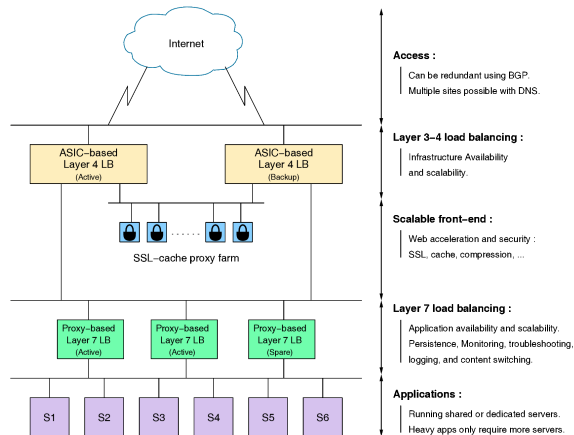 Internet
Access :
Can be redundant using BGP.
Multiple sites possible with DNS.
ASIC−based
Layer 4 LB
(Active)
ASIC−based
Layer 4 LB
(Backup)
Layer 3−4 load balancing :
Infrastructure Availability
and scalability.
SSL−cache proxy farm
Scalable front−end :
Web acceleration and security :
SSL, cache, compression, ...
Proxy−based
Layer 7 LB
(Active)
Proxy−based
Layer 7 LB
(Active)
Proxy−based
Layer 7 LB
(Spare)
Layer 7 load balancing :
Application availability and scalability.
Persistence, Monitoring, troubleshooting,
logging, and content switching.
S1
S2
S3
S4
S5
S6
Applications :
Running shared or dedicated servers.
Heavy apps only require more servers.